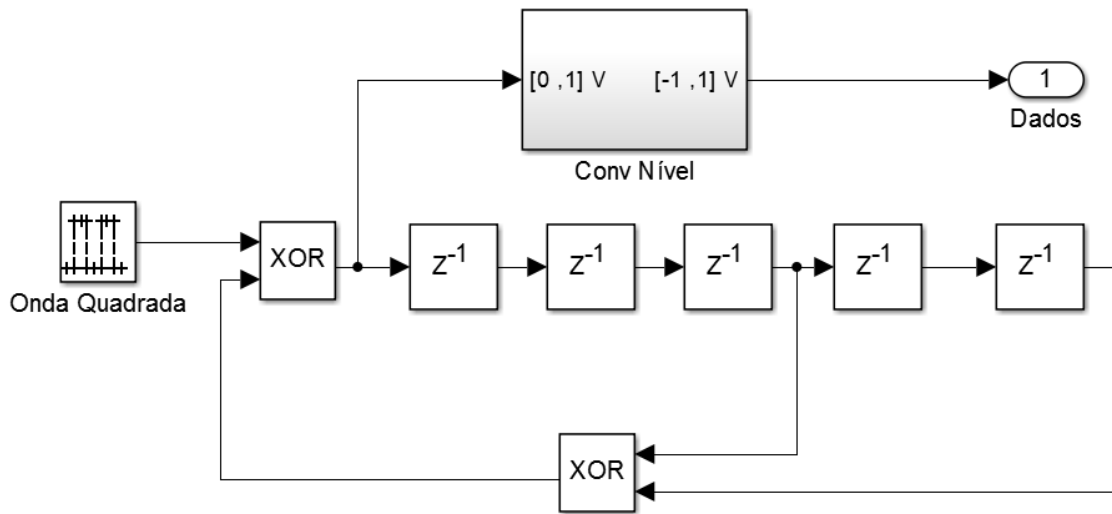 [0 ,1] V [-1 ,1] V
1
Dados
Conv Nível
Onda Quadrada
XOR
z⁻¹
z⁻¹
z⁻¹
z⁻¹
z⁻¹
XOR